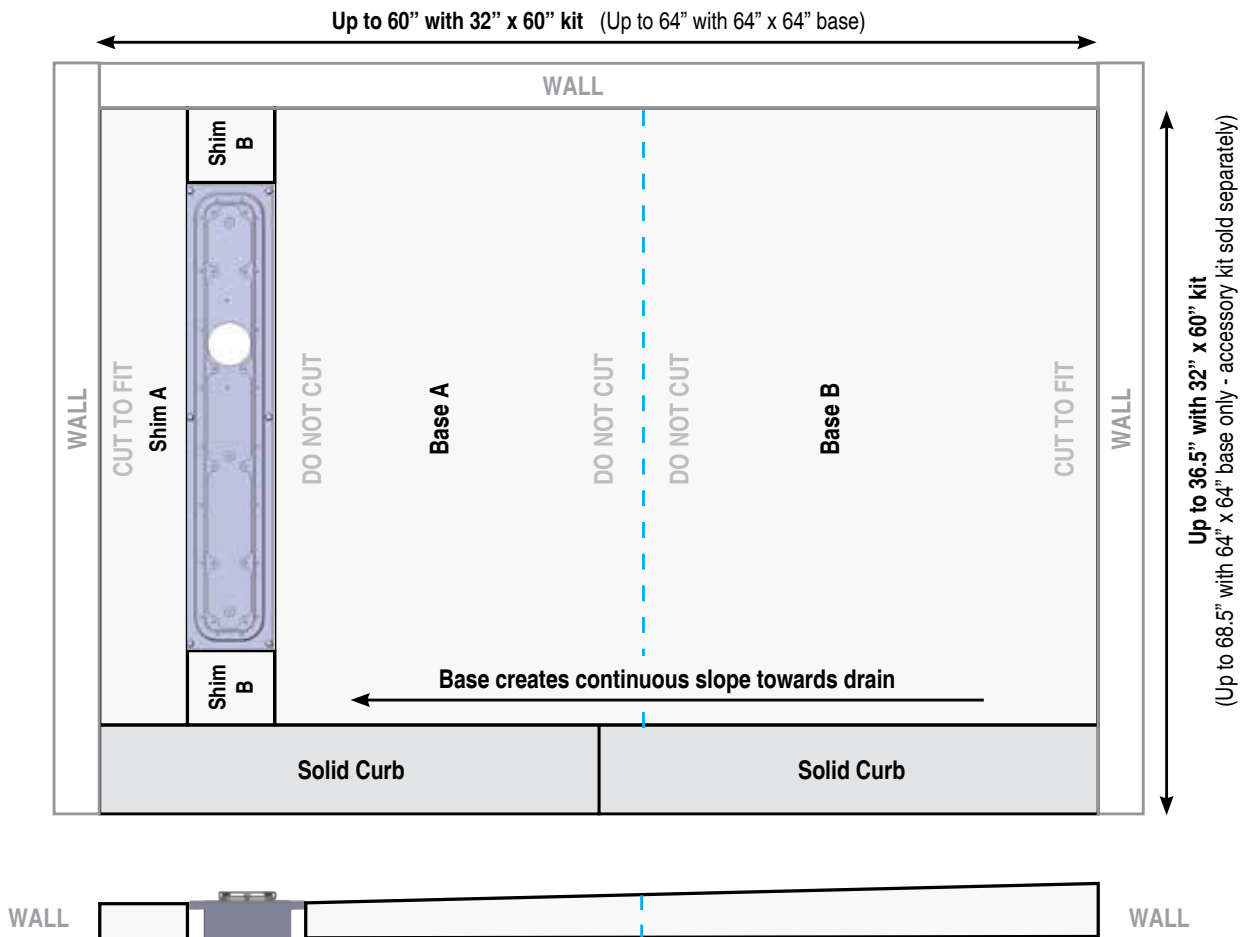 Up to 60” with 32” x 60” kit (Up to 64” with 64” x 64” base)
WALL
WALL
CUT TO FIT
Shim A
Shim
B
Shim
B
DO NOT CUT
Base A
DO NOT CUT
DO NOT CUT
Base B
CUT TO FIT
WALL
Up to 36.5” with 32” x 60” kit
(Up to 68.5” with 64” x 64” base only - accessory kit sold separately)
Base creates continuous slope towards drain
Solid Curb
Solid Curb
WALL
WALL